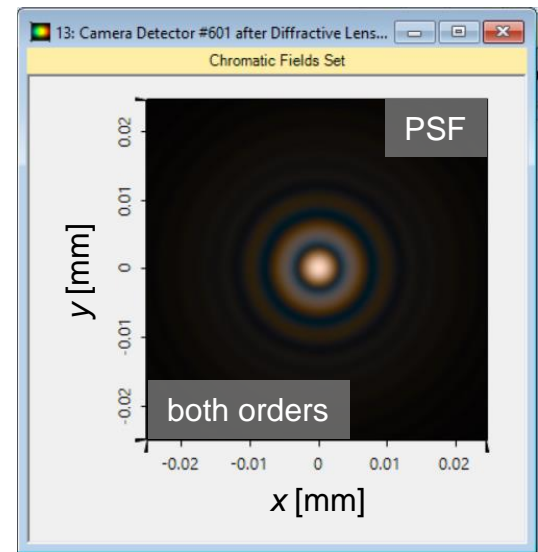 13: Camera Detector #601 after Diffractive Lens...
Chromatic Fields Set
PSF
both orders
y [mm]
0.02
0.01
0
-0.01
-0.02
-0.02 -0.01 0 0.01 0.02
x [mm]